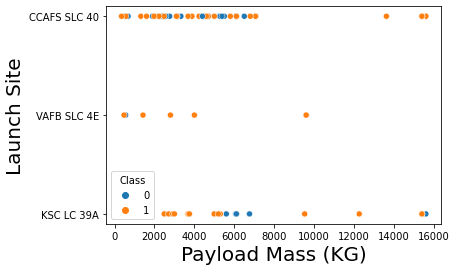 CCAFS SLC 40
VAFB SLC 4E
KSC LC 39A
Launch Site
Class
0
1
0 2000 4000 6000 8000 10000 12000 14000 16000
Payload Mass (KG)